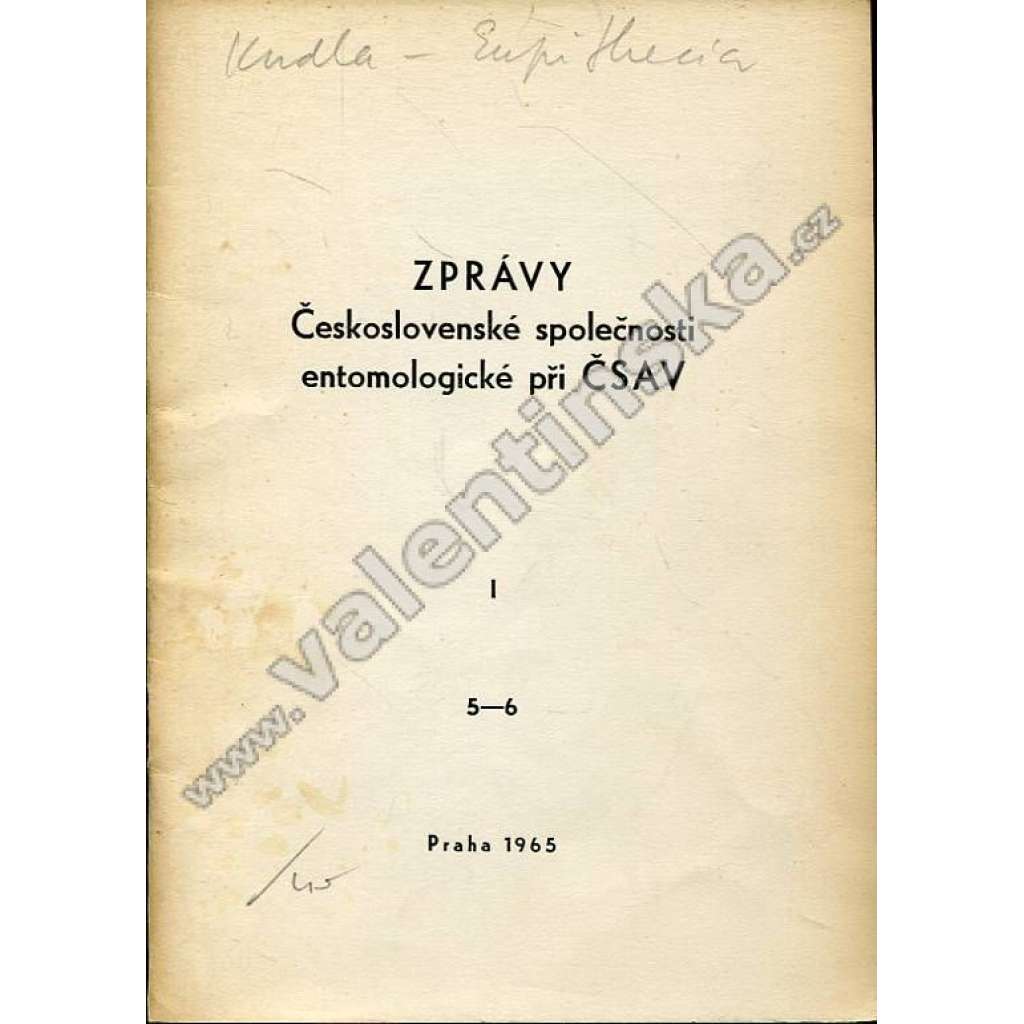 Kudla – Eupithecia
ZPRÁVY
Československé společnosti
entomologické při ČSAV
I
5—6
Praha 1965
www.valentinska.cz